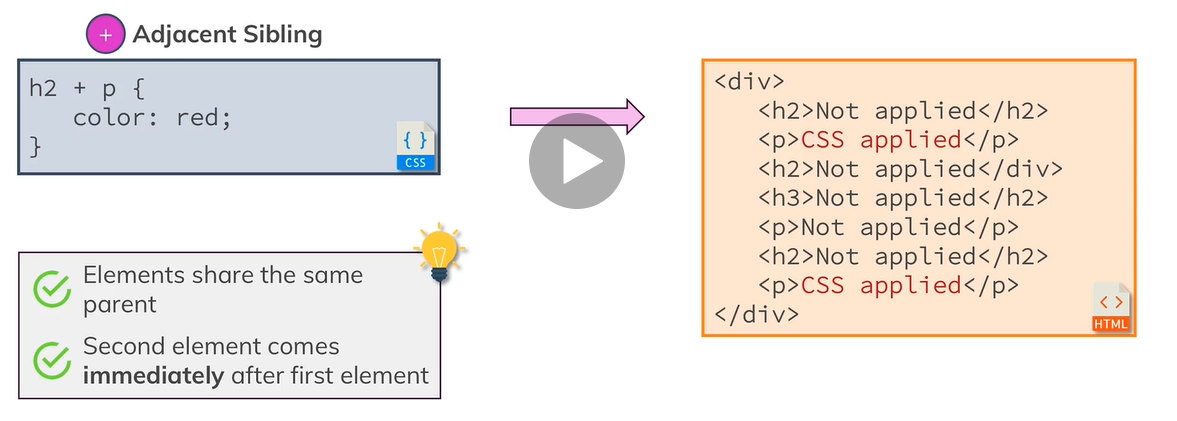 + Adjacent Sibling
h2 + p {
color: red;
}
{ }
CSS
Elements share the same
parent
Second element comes
immediately after first element
<div>
<h2>Not applied</h2>
<p>CSS applied</p>
<h2>Not applied</div>
<h3>Not applied</h2>
<p>Not applied</p>
<h2>Not applied</h2>
<p>CSS applied</p>
</div>
< >
HTML